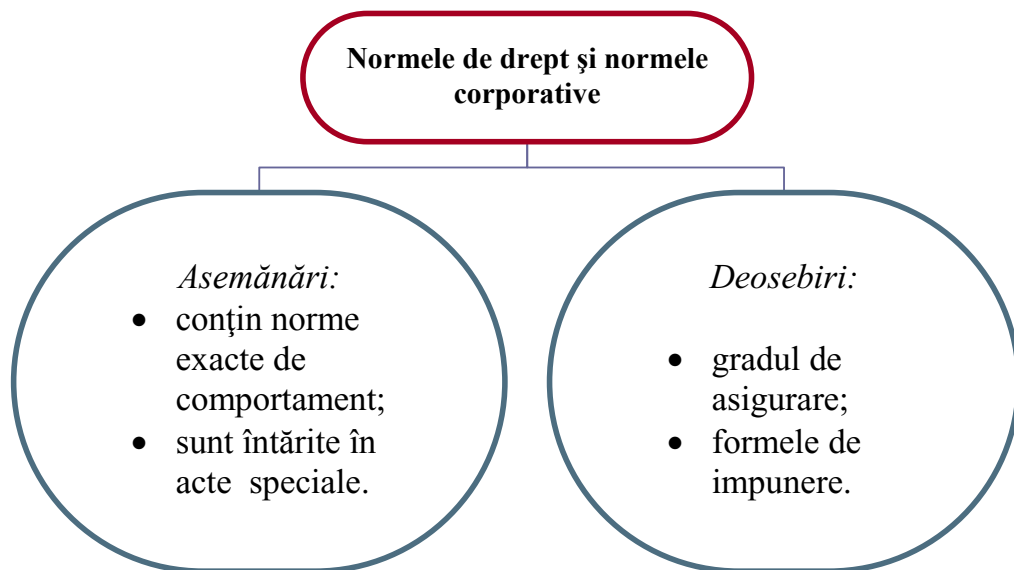 Normele de drept şi normele
corporative
Asemănări:
• conţin norme
exacte de
comportament;
• sunt întărite în
acte speciale.
Deosebiri:
• gradul de
asigurare;
• formele de
impunere.